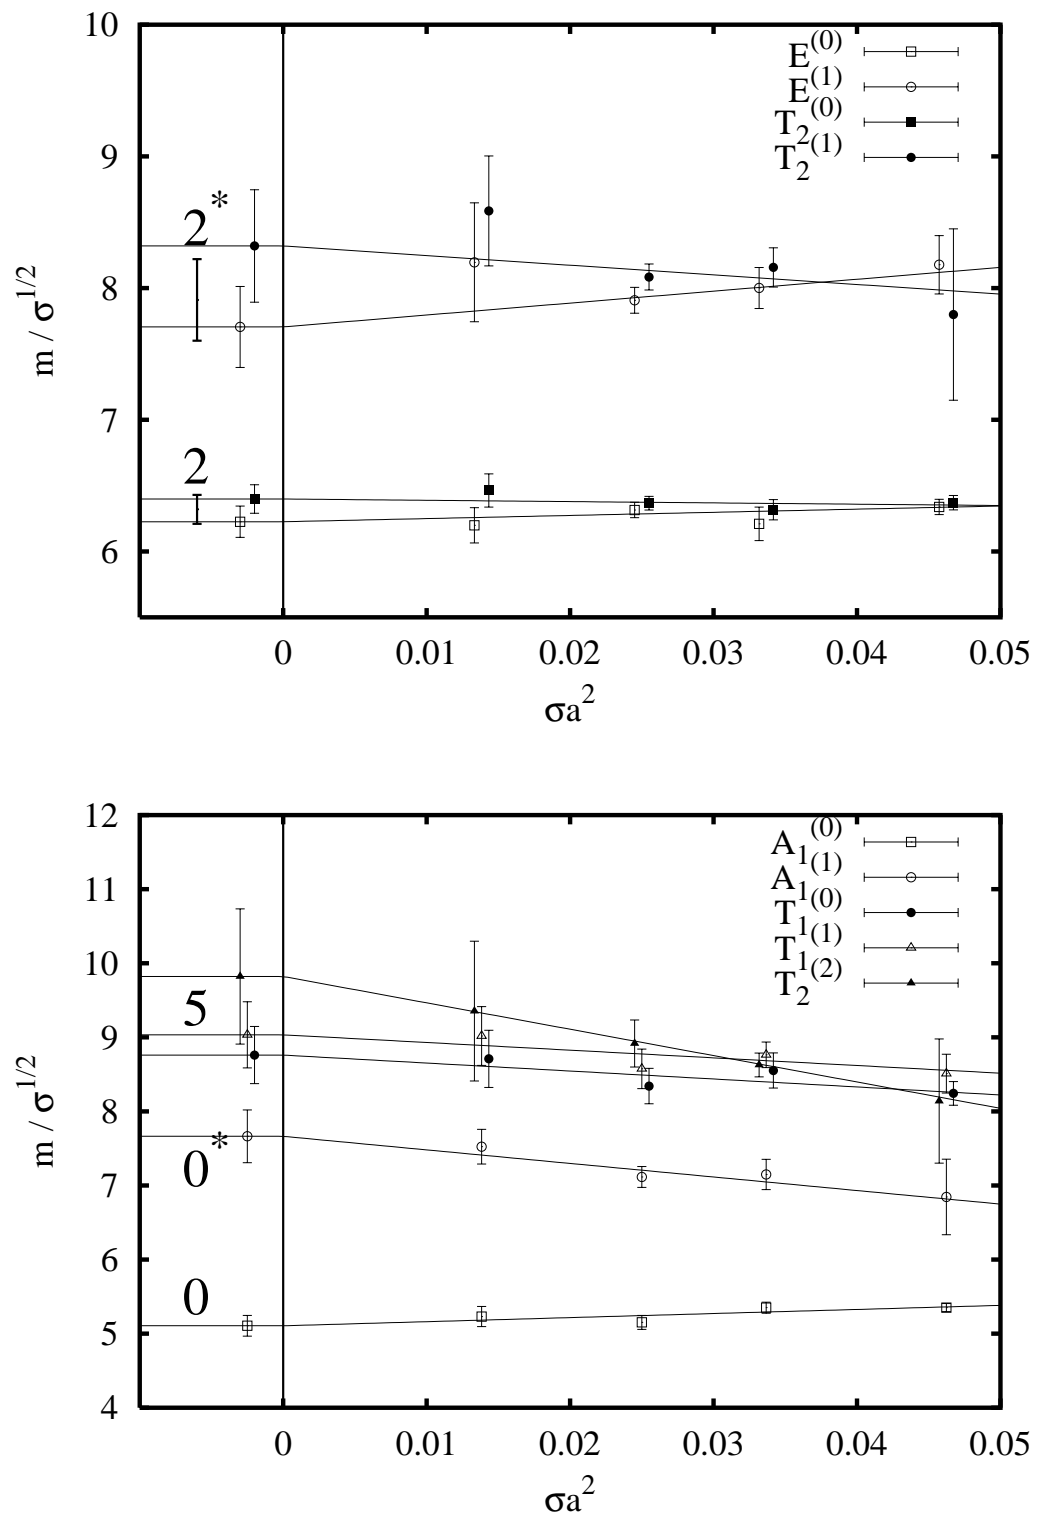 10
9
8
7
6
m / σ^{1/2}
E^{(0)}
E^{(1)}
T_2^{(0)}
T_2^{(1)}
2*
2
0 0.01 0.02 0.03 0.04 0.05
σa^2
12
11
10
9
8
7
6
5
4
m / σ^{1/2}
A_1^{(0)}
A_1^{(1)}
T_1^{(0)}
T_1^{(1)}
T_2^{(2)}
5
0*
0
0 0.01 0.02 0.03 0.04 0.05
σa^2